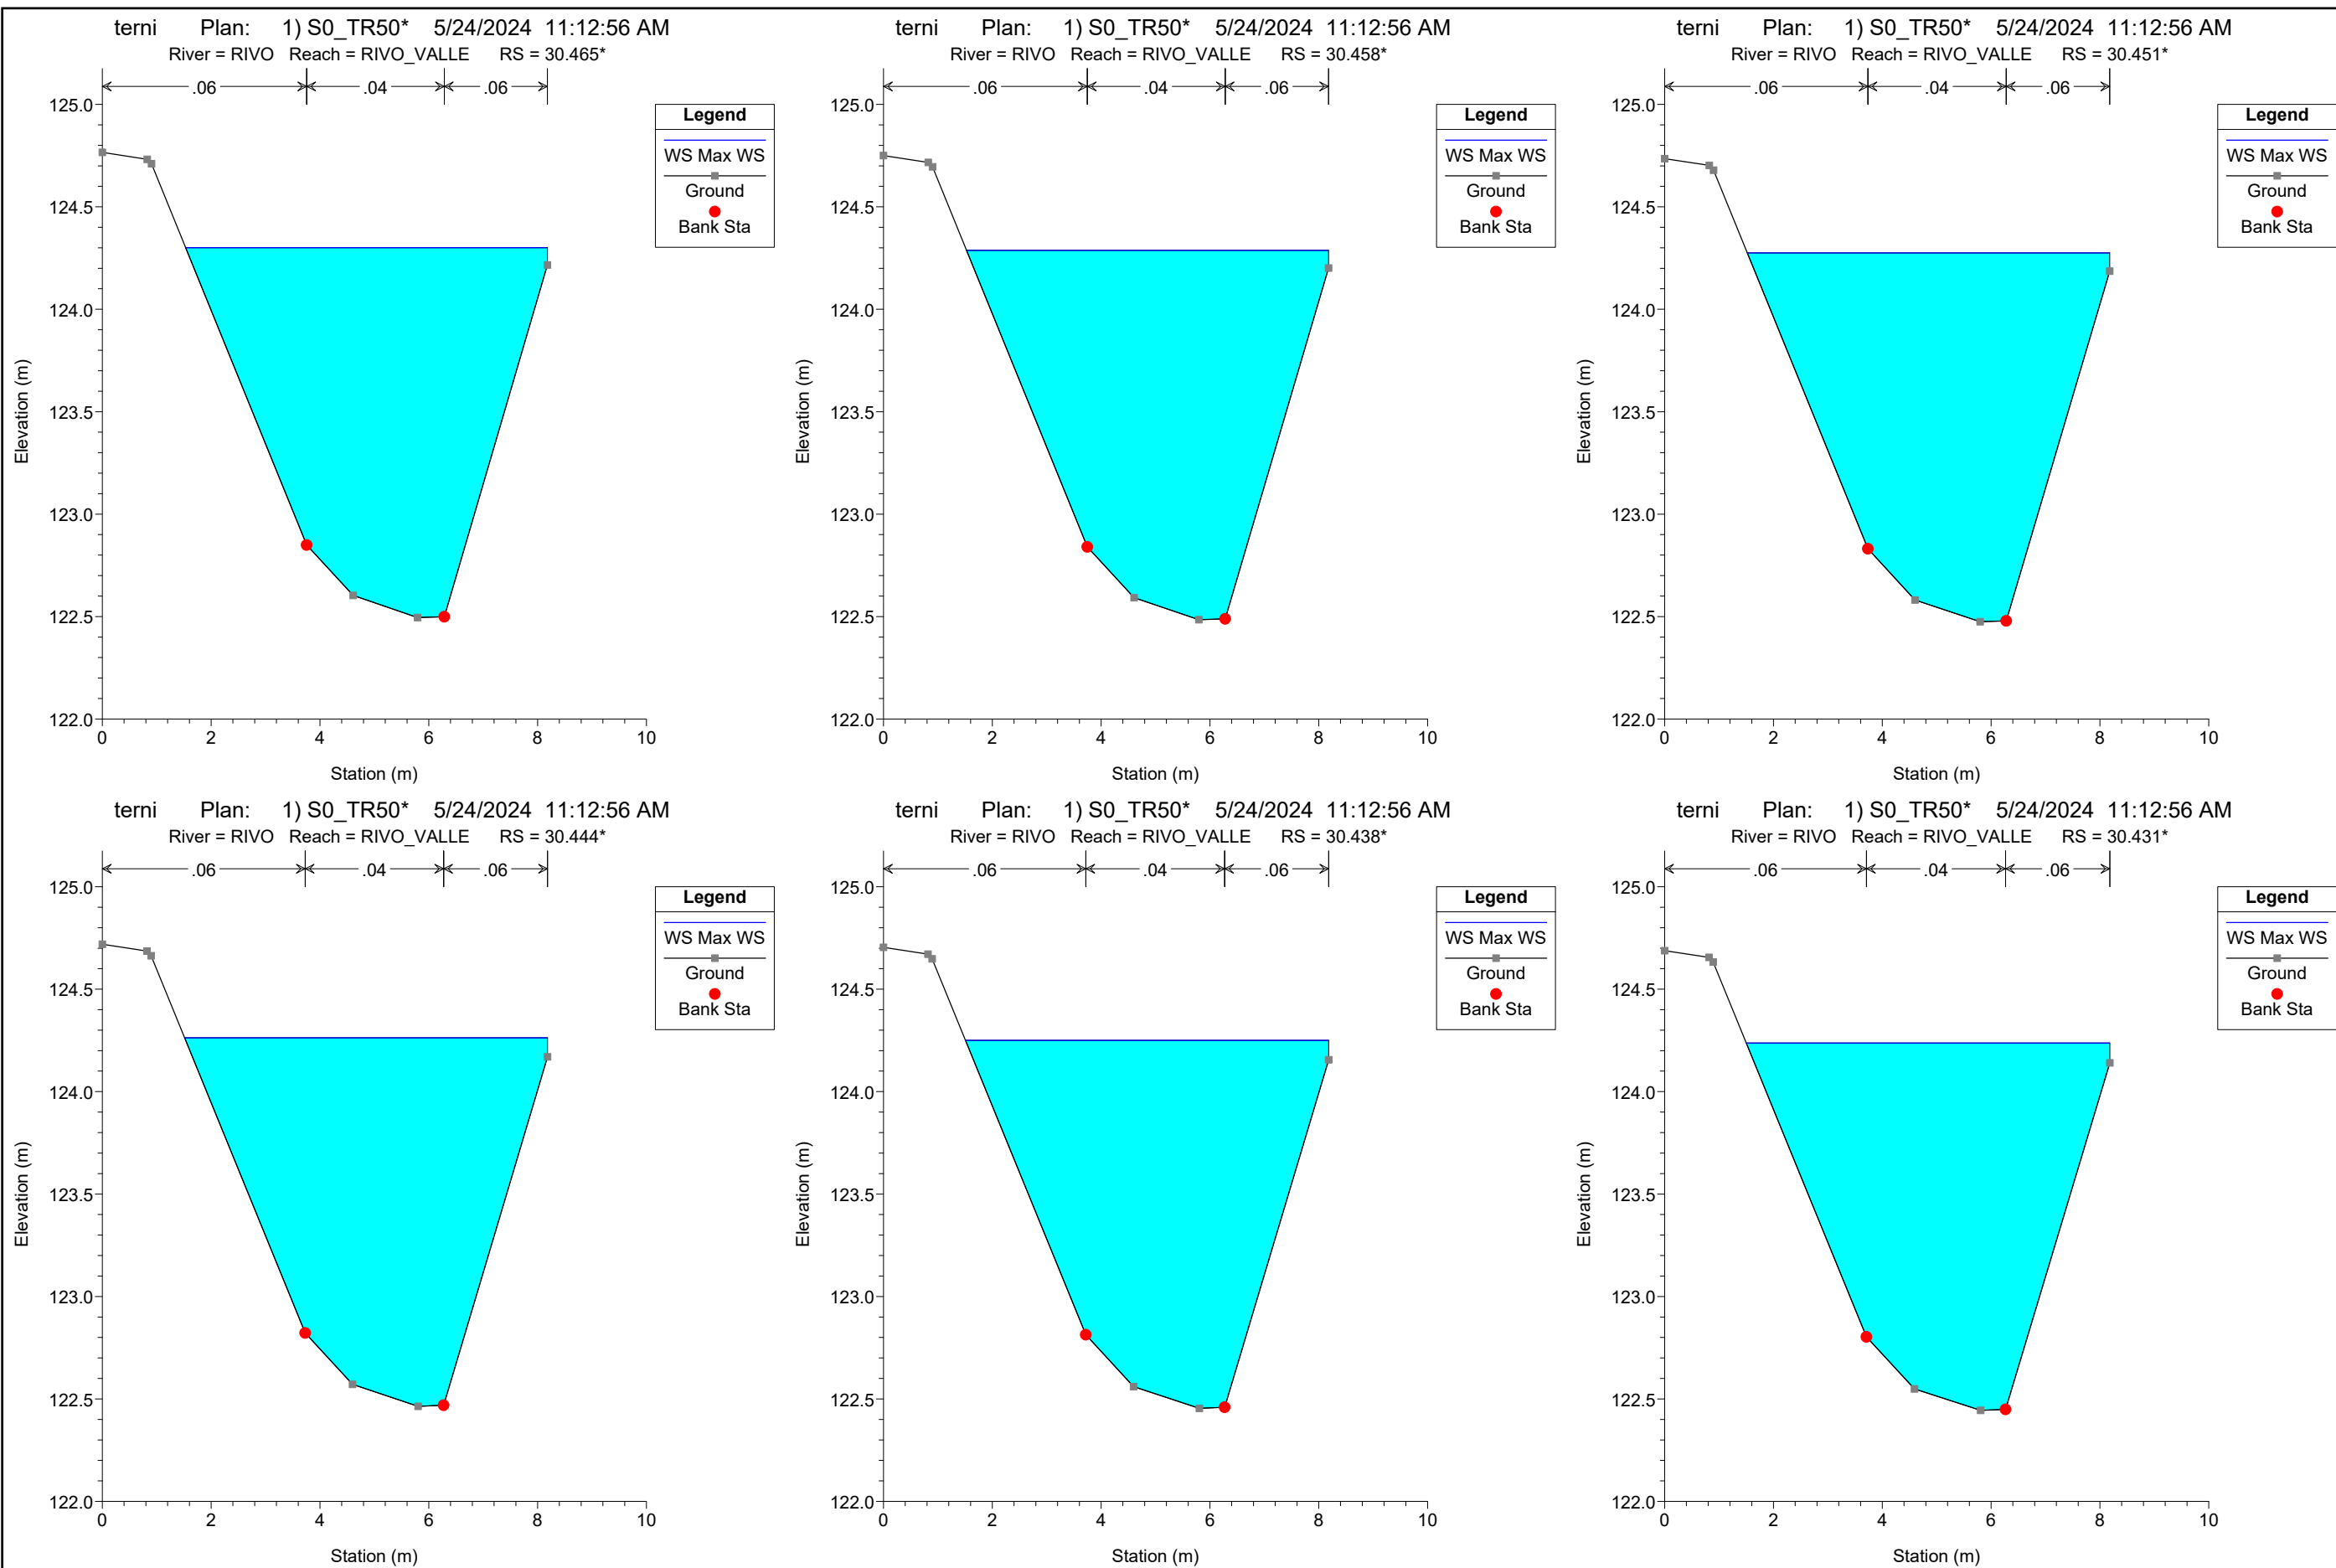 terni Plan: 1) S0_TR50* 5/24/2024 11:12:56 AM
River = RIVO Reach = RIVO_VALLE RS = 30.465*
.06 .04 .06
125.0
124.5
124.0
123.5
123.0
122.5
122.0
0 2 4 6 8 10
Station (m)
Elevation (m)
Legend
WS Max WS
Ground
Bank Sta
terni Plan: 1) S0_TR50* 5/24/2024 11:12:56 AM
River = RIVO Reach = RIVO_VALLE RS = 30.458*
.06 .04 .06
125.0
124.5
124.0
123.5
123.0
122.5
122.0
0 2 4 6 8 10
Station (m)
Elevation (m)
Legend
WS Max WS
Ground
Bank Sta
terni Plan: 1) S0_TR50* 5/24/2024 11:12:56 AM
River = RIVO Reach = RIVO_VALLE RS = 30.451*
.06 .04 .06
125.0
124.5
124.0
123.5
123.0
122.5
122.0
0 2 4 6 8 10
Station (m)
Elevation (m)
Legend
WS Max WS
Ground
Bank Sta
terni Plan: 1) S0_TR50* 5/24/2024 11:12:56 AM
River = RIVO Reach = RIVO_VALLE RS = 30.444*
.06 .04 .06
125.0
124.5
124.0
123.5
123.0
122.5
122.0
0 2 4 6 8 10
Station (m)
Elevation (m)
Legend
WS Max WS
Ground
Bank Sta
terni Plan: 1) S0_TR50* 5/24/2024 11:12:56 AM
River = RIVO Reach = RIVO_VALLE RS = 30.438*
.06 .04 .06
125.0
124.5
124.0
123.5
123.0
122.5
122.0
0 2 4 6 8 10
Station (m)
Elevation (m)
Legend
WS Max WS
Ground
Bank Sta
terni Plan: 1) S0_TR50* 5/24/2024 11:12:56 AM
River = RIVO Reach = RIVO_VALLE RS = 30.431*
.06 .04 .06
125.0
124.5
124.0
123.5
123.0
122.5
122.0
0 2 4 6 8 10
Station (m)
Elevation (m)
Legend
WS Max WS
Ground
Bank Sta